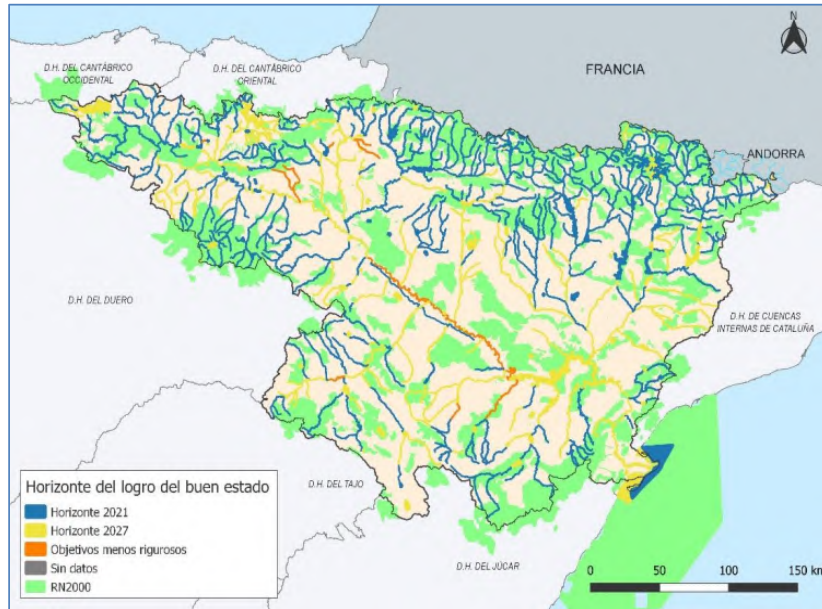 N
D.H. DEL CANTÁBRICO
OCCIDENTAL
D.H. DEL CANTÁBRICO
ORIENTAL
FRANCIA
ANDORRA
D.H. DEL DUERO
D.H. DE CUENCAS
INTERNAS DE CATALUÑA
D.H. DEL TAJO
D.H. DEL JÚCAR
Horizonte del logro del buen estado
Horizonte 2021
Horizonte 2027
Objetivos menos rigurosos
Sin datos
RN2000
0 50 100 150 km